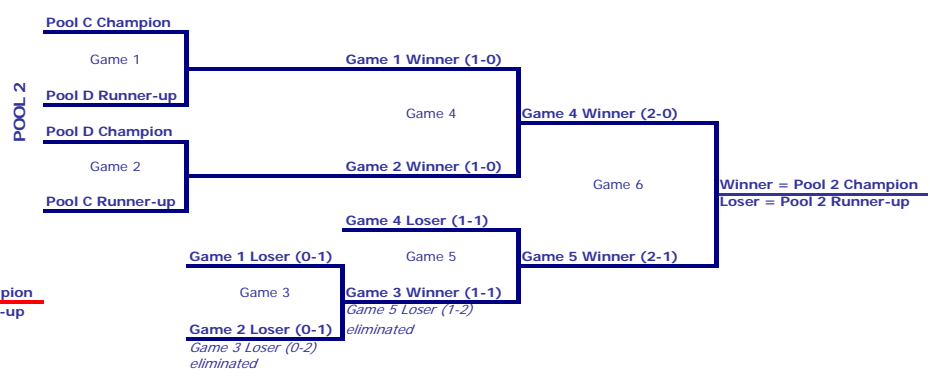 Pool C Champion
Game 1
Game 1 Winner (1-0)
POOL 2
Pool D Runner-up
Game 4
Game 4 Winner (2-0)
Pool D Champion
Game 2
Game 2 Winner (1-0)
Game 6
Winner = Pool 2 Champion
Pool C Runner-up
Loser = Pool 2 Runner-up
Game 4 Loser (1-1)
Game 1 Loser (0-1)
Game 5
Game 5 Winner (2-1)
pion
Game 3
Game 3 Winner (1-1)
-up
Game 5 Loser (1-2)
Game 2 Loser (0-1)
eliminated
Game 3 Loser (0-2)
eliminated